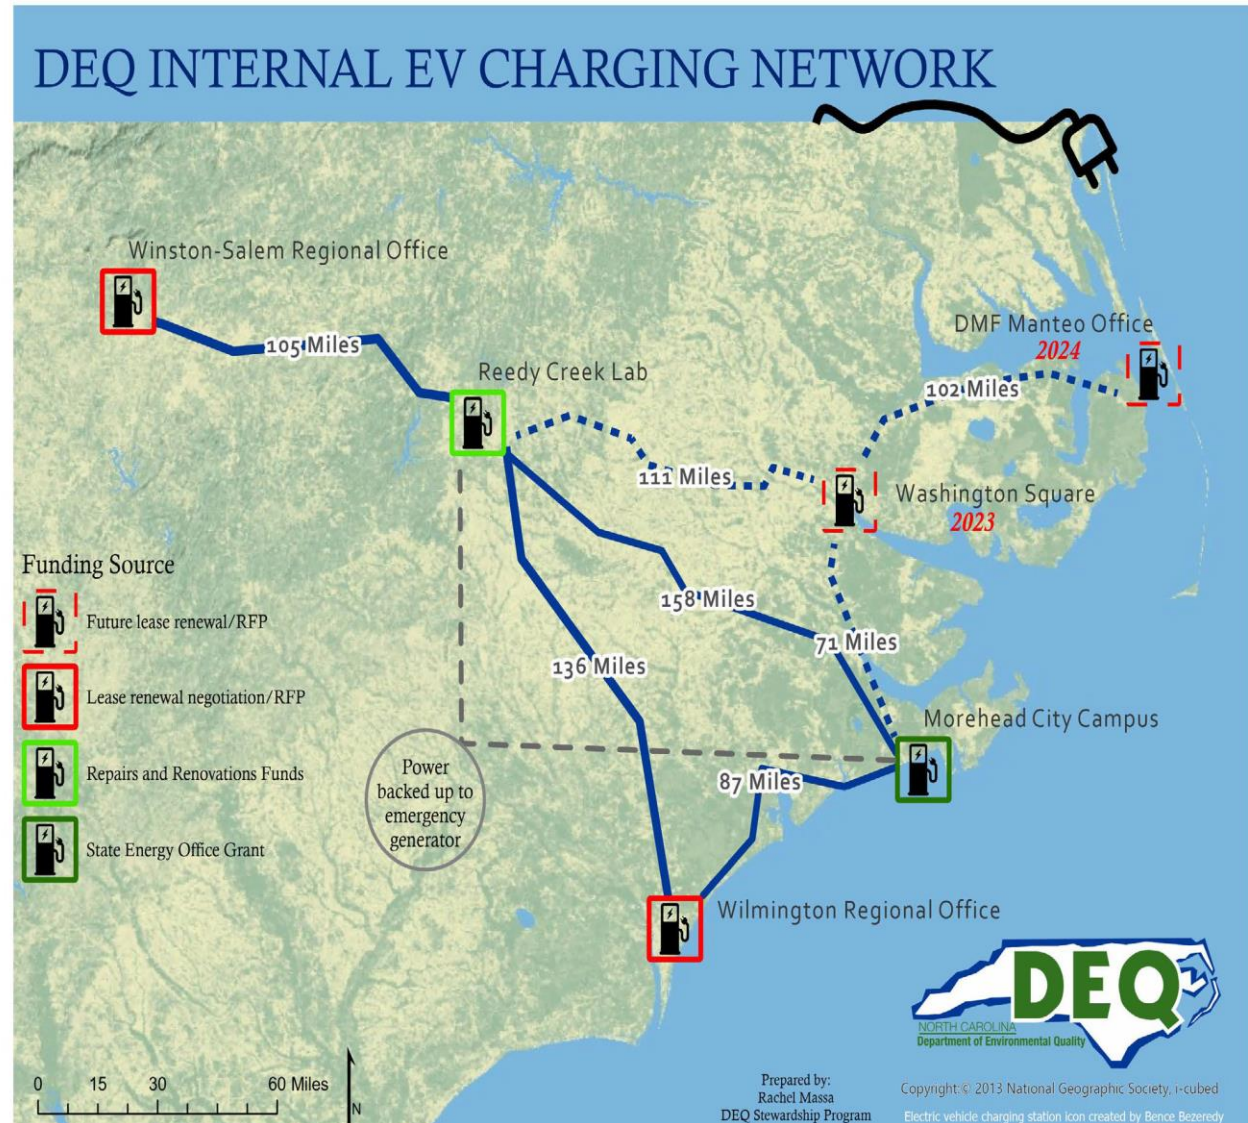 DEQ INTERNAL EV CHARGING NETWORK
Winston-Salem Regional Office
105 Miles
Reedy Creek Lab
DMF Manteo Office
2024
102 Miles
111 Miles
Washington Square
2023
158 Miles
71 Miles
136 Miles
Morehead City Campus
87 Miles
Power
backed up to
emergency
generator
Wilmington Regional Office
Funding Source
Future lease renewal/RFP
Lease renewal negotiation/RFP
Repairs and Renovations Funds
State Energy Office Grant
0 15 30 60 Miles
N
DEQ
NORTH CAROLINA
Department of Environmental Quality
Prepared by:
Rachel Massa
DEQ Stewardship Program
Copyright:© 2013 National Geographic Society, i-cubed
Electric vehicle charging station icon created by Bence Bezeredy